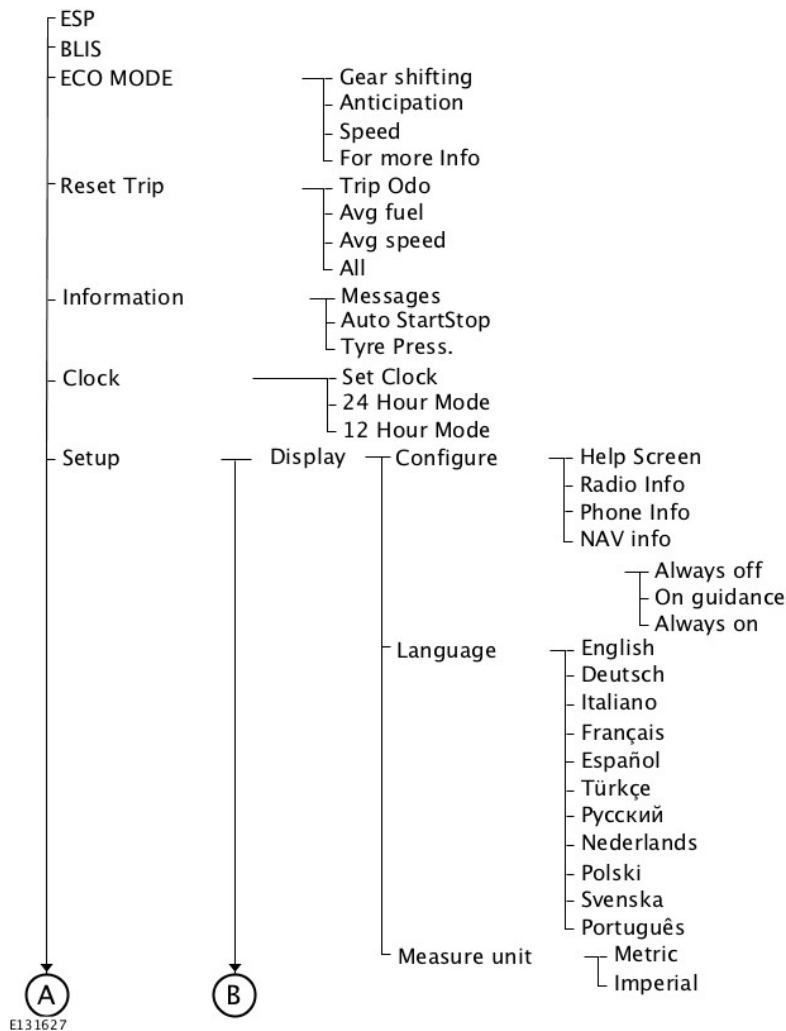 ESP
BLIS
ECO MODE
Gear shifting
Anticipation
Speed
For more Info
Reset Trip
Trip Odo
Avg fuel
Avg speed
All
Information
Messages
Auto StartStop
Tyre Press.
Clock
Set Clock
24 Hour Mode
12 Hour Mode
Setup
Display
Configure
Help Screen
Radio Info
Phone Info
NAV info
Always off
On guidance
Always on
Language
English
Deutsch
Italiano
Français
Español
Türkçe
Русский
Nederlands
Polski
Svenska
Português
Measure unit
Metric
Imperial
A
B
E131627